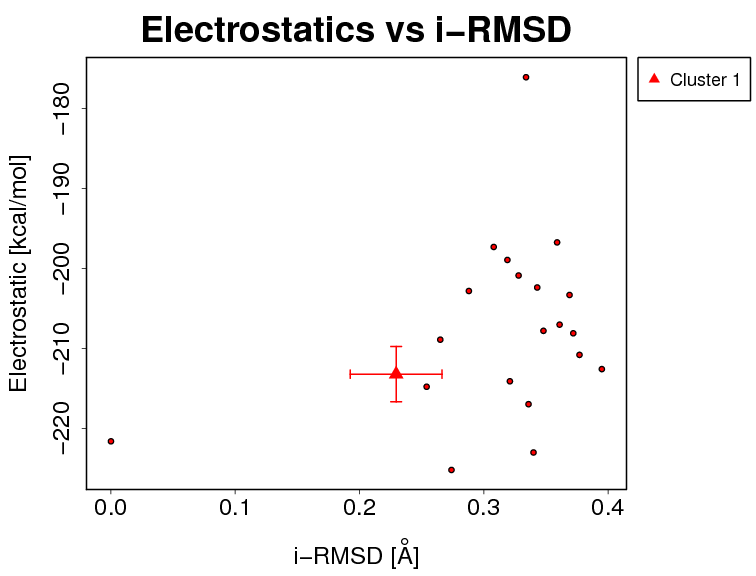 Electrostatics vs i−RMSD
Cluster 1
Electrostatic [kcal/mol]
−180
−190
−200
−210
−220
0.0 0.1 0.2 0.3 0.4
i−RMSD [Å]